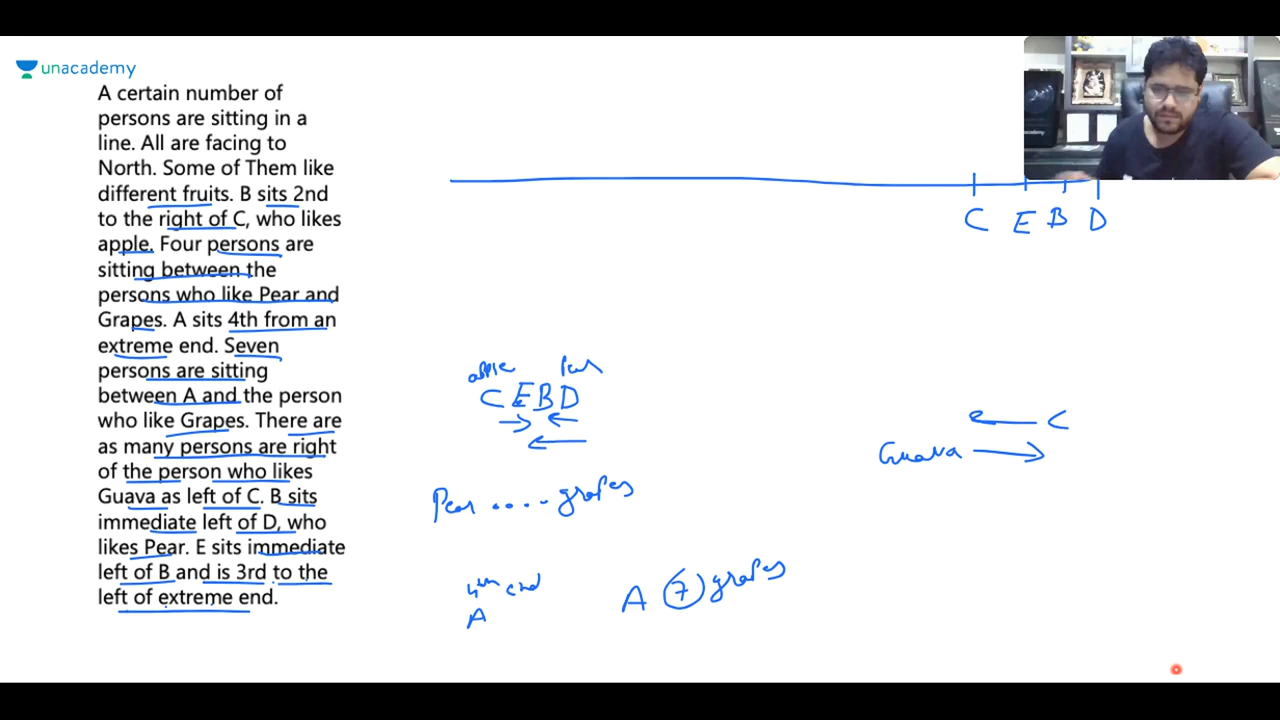 unacademy
A certain number of
persons are sitting in a
line. All are facing to
North. Some of Them like
different fruits. B sits 2nd
to the right of C, who likes
apple. Four persons are
sitting between the
persons who like Pear and
Grapes. A sits 4th from an
extreme end. Seven
persons are sitting
between A and the person
who like Grapes. There are
as many persons are right
of the person who likes
Guava as left of C. B sits
immediate left of D, who
likes Pear. E sits immediate
left of B and is 3rd to the
left of extreme end.
C E B D
apple Pear
C E B D
Pear .... grapes
4th end
A
A 7 grapes
C
Guava